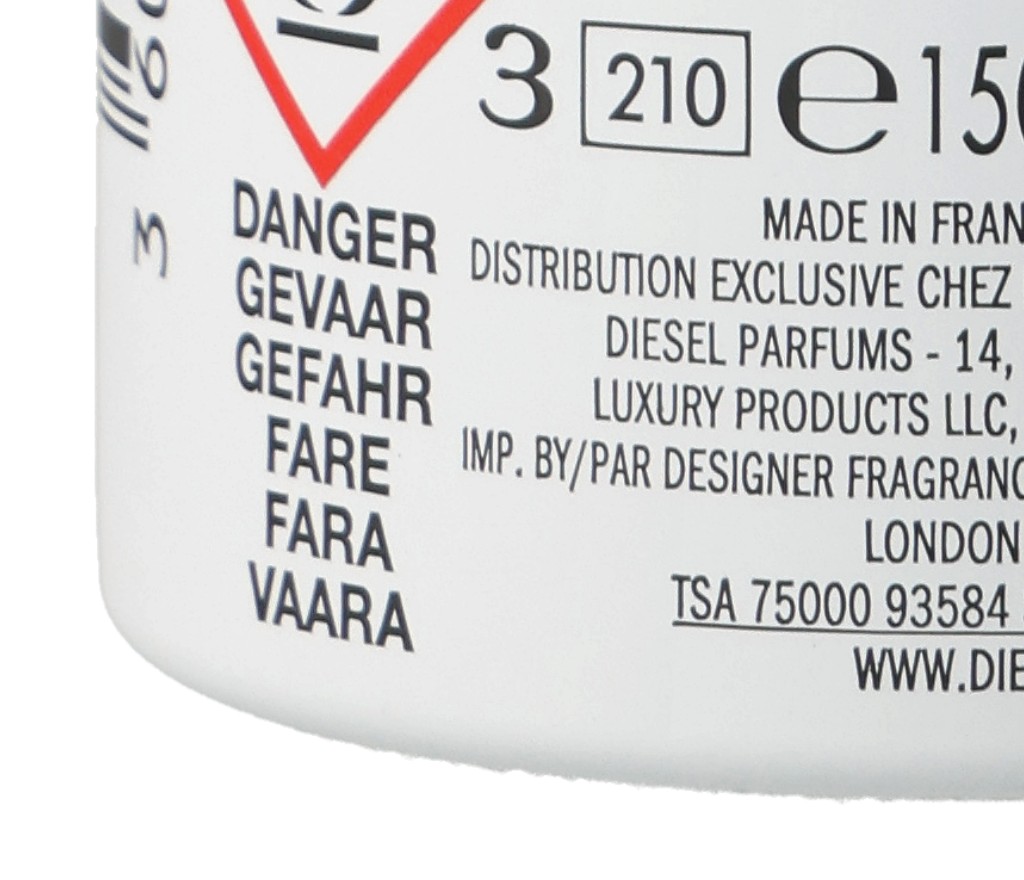 3 210 e 150
DANGER
GEVAAR
GEFAHR
FARE
FARA
VAARA
MADE IN FRAN
DISTRIBUTION EXCLUSIVE CHEZ
DIESEL PARFUMS - 14,
LUXURY PRODUCTS LLC,
IMP. BY/PAR DESIGNER FRAGRANC
LONDON
TSA 75000 93584
WWW.DIE
3